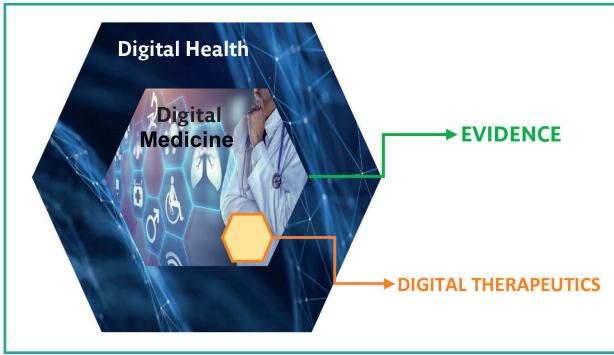 Digital Health
Digital
Medicine
EVIDENCE
DIGITAL THERAPEUTICS